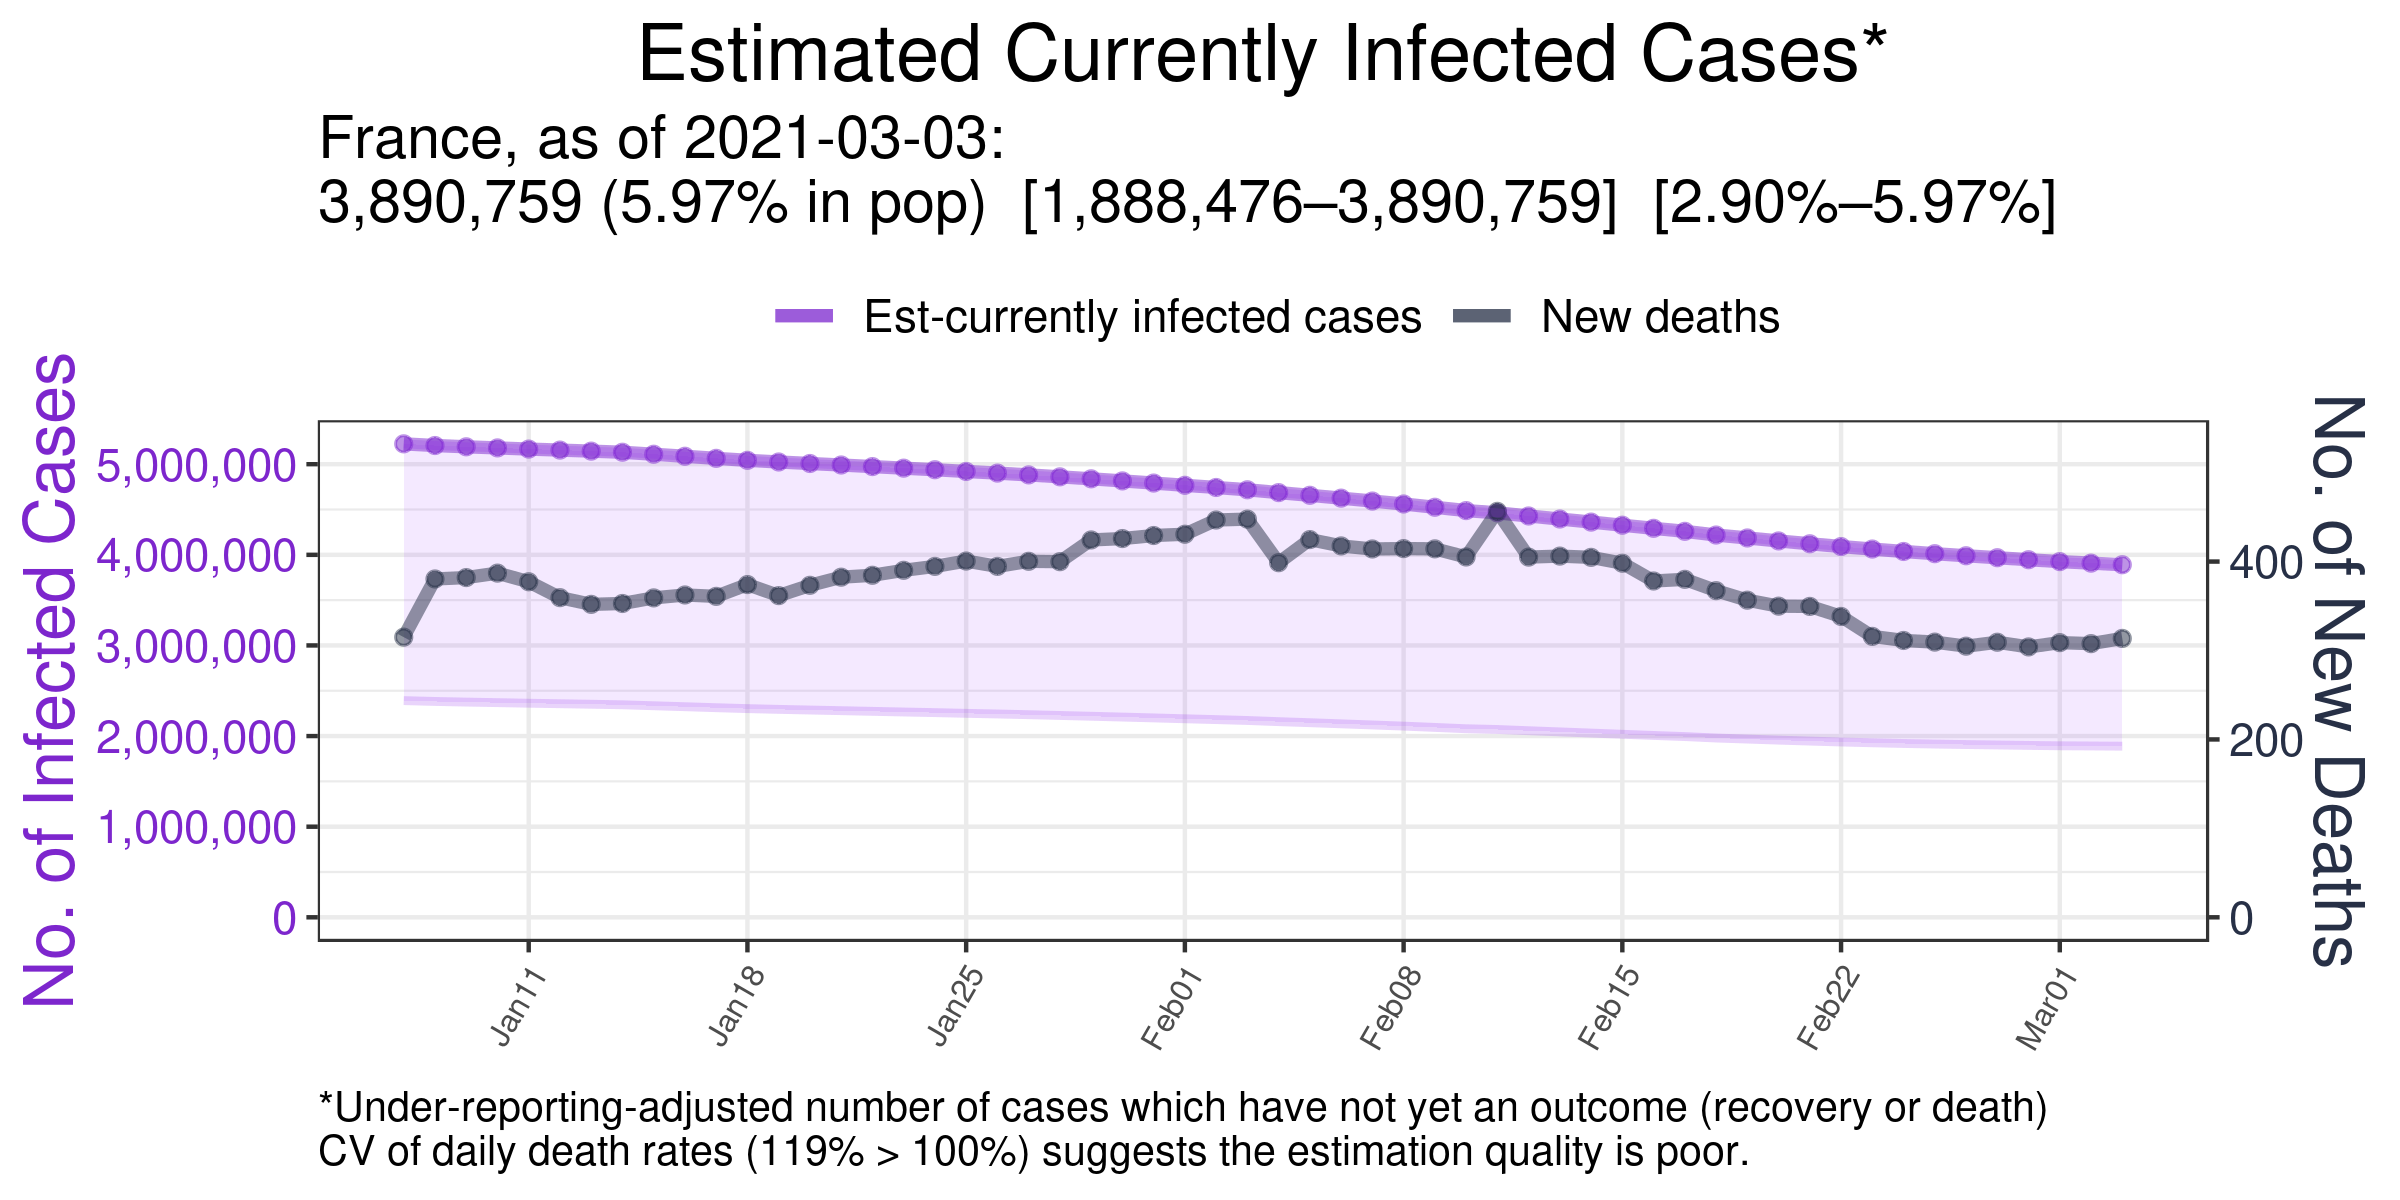 Estimated Currently Infected Cases*
France, as of 2021-03-03:
3,890,759 (5.97% in pop)  [1,888,476–3,890,759]  [2.90%–5.97%]
Est-currently infected cases
New deaths
No. of Infected Cases
5,000,000
4,000,000
3,000,000
2,000,000
1,000,000
0
No. of New Deaths
400
200
0
Jan11
Jan18
Jan25
Feb01
Feb08
Feb15
Feb22
Mar01
*Under-reporting-adjusted number of cases which have not yet an outcome (recovery or death)
CV of daily death rates (119% > 100%) suggests the estimation quality is poor.